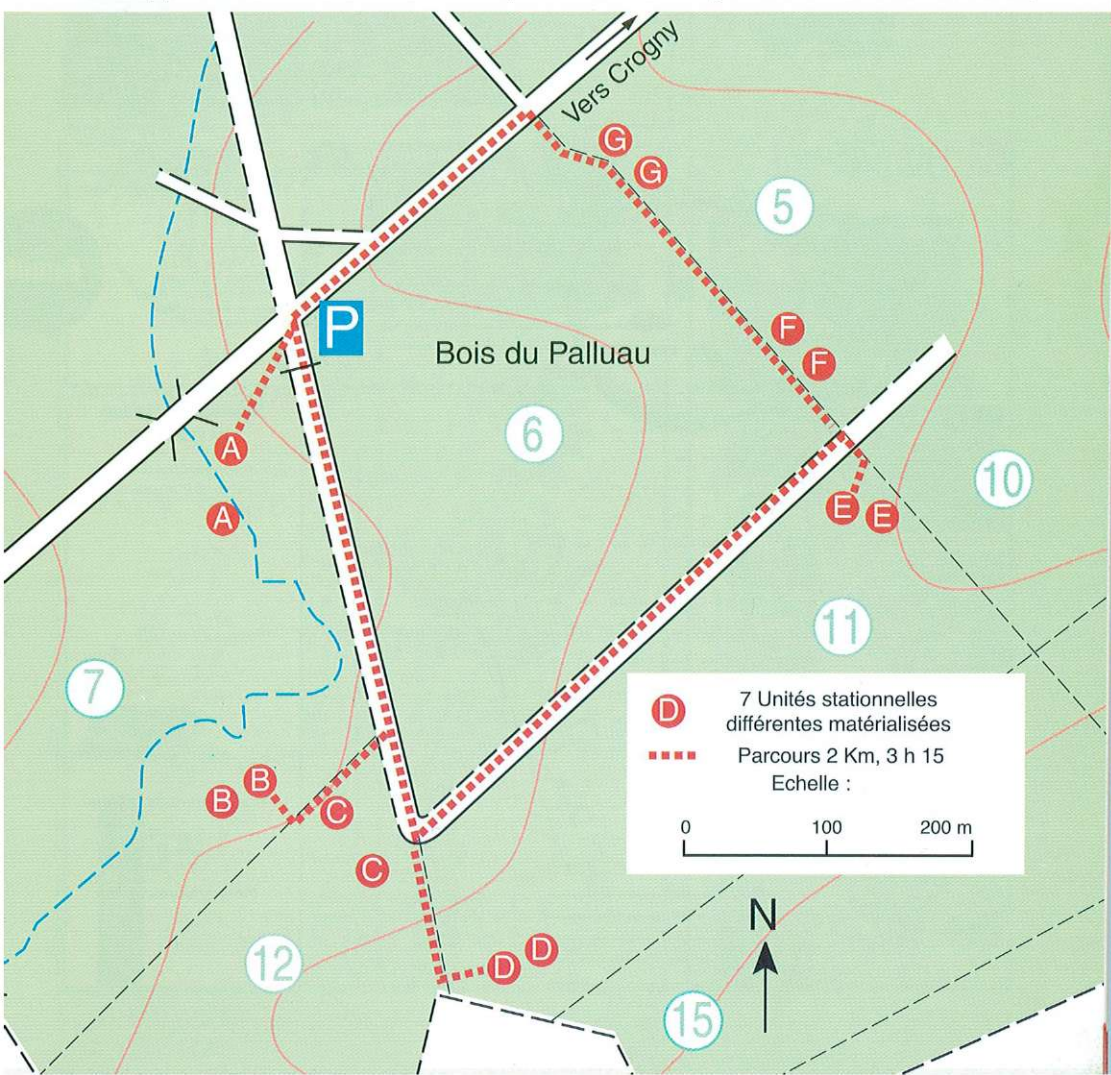 Vers Crogny
G
G
5
P
Bois du Palluau
F
F
6
A
10
E
E
A
11
7
D
7 Unités stationnelles
différentes matérialisées
Parcours 2 Km, 3 h 15
Echelle :
0 100 200 m
B
B
C
C
N
D
D
12
15